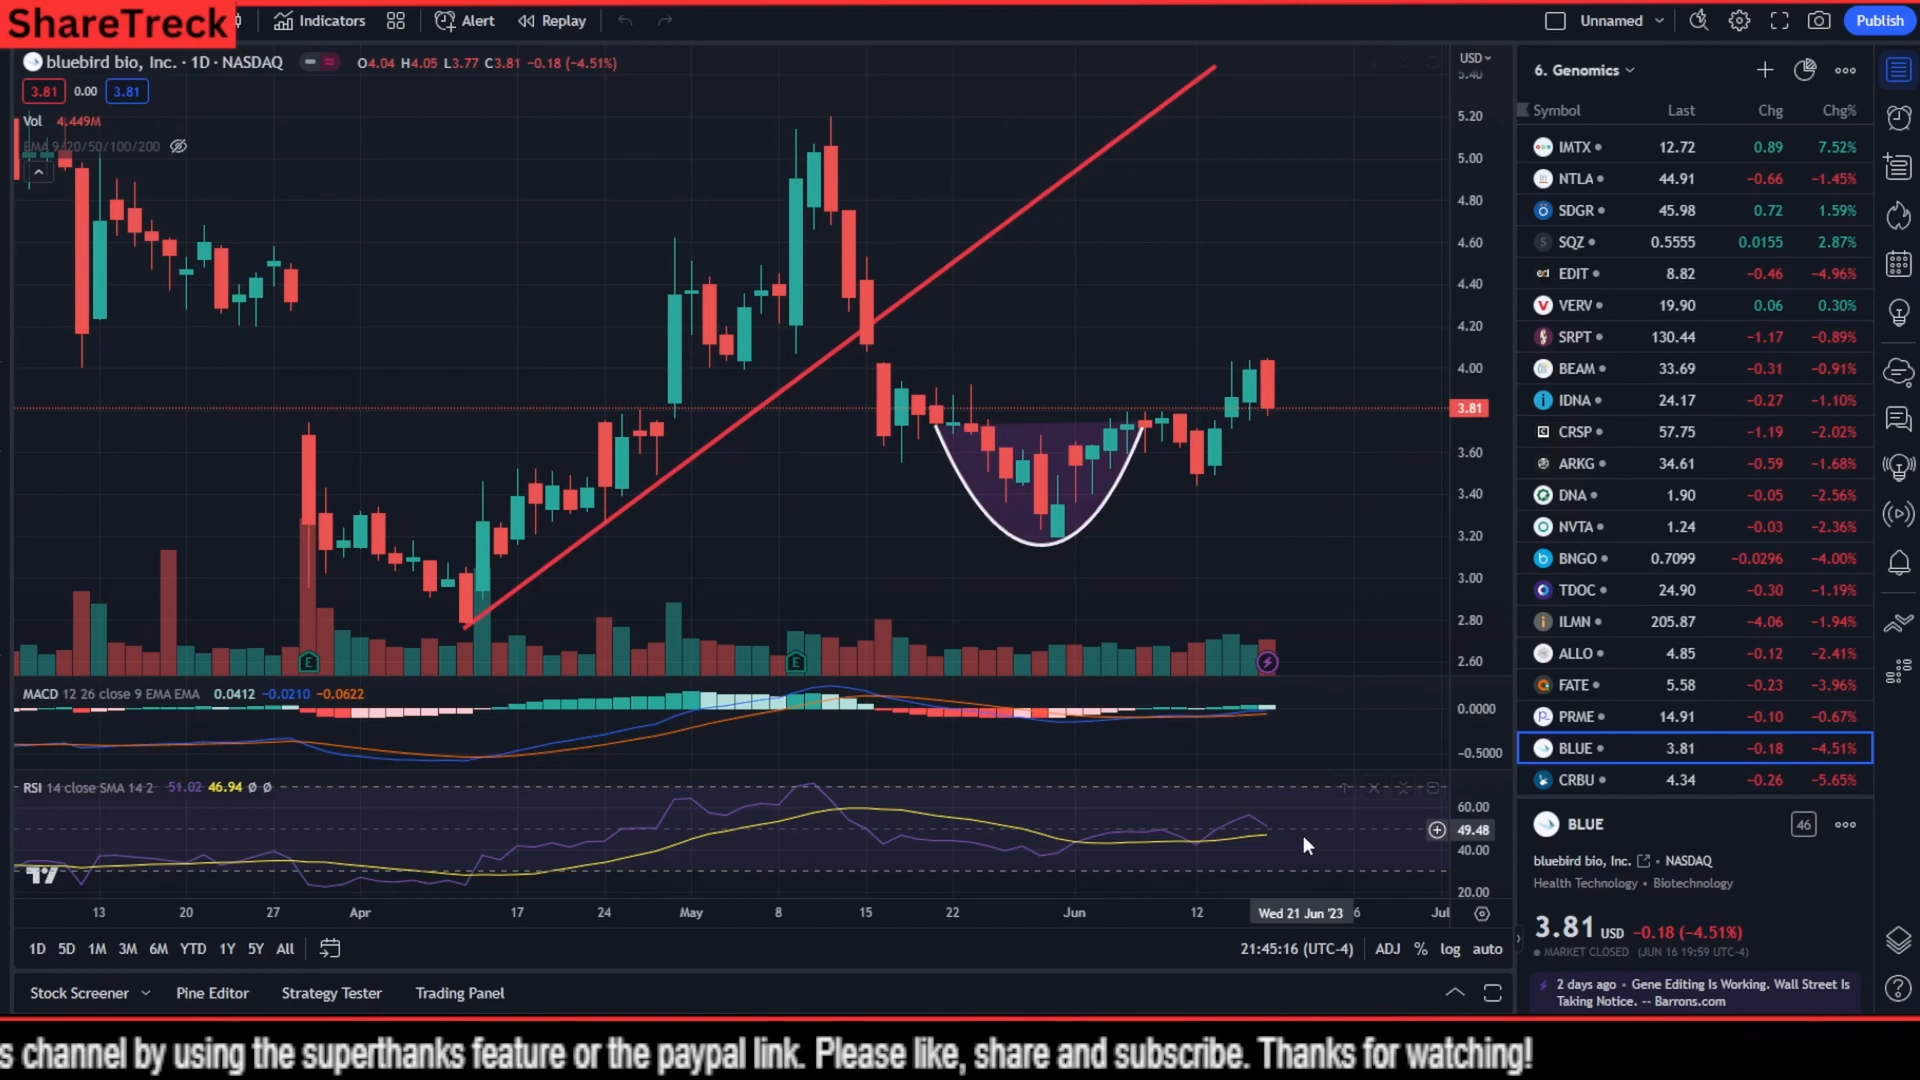 ShareTreck
Indicators
Alert
Replay
Unnamed
Publish
bluebird bio, Inc. · 1D · NASDAQ
O4.04 H4.05 L3.77 C3.81 −0.18 (−4.51%)
3.81 0.00 3.81
Vol 4.449M
EMA 9/20/50/100/200
USD
5.40
5.20
5.00
4.80
4.60
4.40
4.20
4.00
3.81
3.60
3.40
3.20
3.00
2.80
2.60
E
E
MACD 12 26 close 9 EMA EMA 0.0412 −0.0210 −0.0622
0.0000
−0.5000
RSI 14 close SMA 14 2 51.02 46.94 ø ø
60.00
49.48
40.00
20.00
13 20 27 Apr 17 24 May 8 15 22 Jun 12 Wed 21 Jun '23 6 Jul
1D 5D 1M 3M 6M YTD 1Y 5Y All
21:45:16 (UTC-4) ADJ % log auto
Stock Screener Pine Editor Strategy Tester Trading Panel
6. Genomics
Symbol Last Chg Chg%
IMTX 12.72 0.89 7.52%
NTLA 44.91 −0.66 −1.45%
SDGR 45.98 0.72 1.59%
SQZ 0.5555 0.0155 2.87%
EDIT 8.82 −0.46 −4.96%
VERV 19.90 0.06 0.30%
SRPT 130.44 −1.17 −0.89%
BEAM 33.69 −0.31 −0.91%
IDNA 24.17 −0.27 −1.10%
CRSP 57.75 −1.19 −2.02%
ARKG 34.61 −0.59 −1.68%
DNA 1.90 −0.05 −2.56%
NVTA 1.24 −0.03 −2.36%
BNGO 0.7099 −0.0296 −4.00%
TDOC 24.90 −0.30 −1.19%
ILMN 205.87 −4.06 −1.94%
ALLO 4.85 −0.12 −2.41%
FATE 5.58 −0.23 −3.96%
PRME 14.91 −0.10 −0.67%
BLUE 3.81 −0.18 −4.51%
CRBU 4.34 −0.26 −5.65%
BLUE 46
bluebird bio, Inc. • NASDAQ
Health Technology • Biotechnology
3.81 USD −0.18 (−4.51%)
MARKET CLOSED (JUN 16 19:59 UTC-4)
2 days ago • Gene Editing Is Working. Wall Street Is
Taking Notice. -- Barrons.com
s channel by using the superthanks feature or the paypal link. Please like, share and subscribe. Thanks for watching!